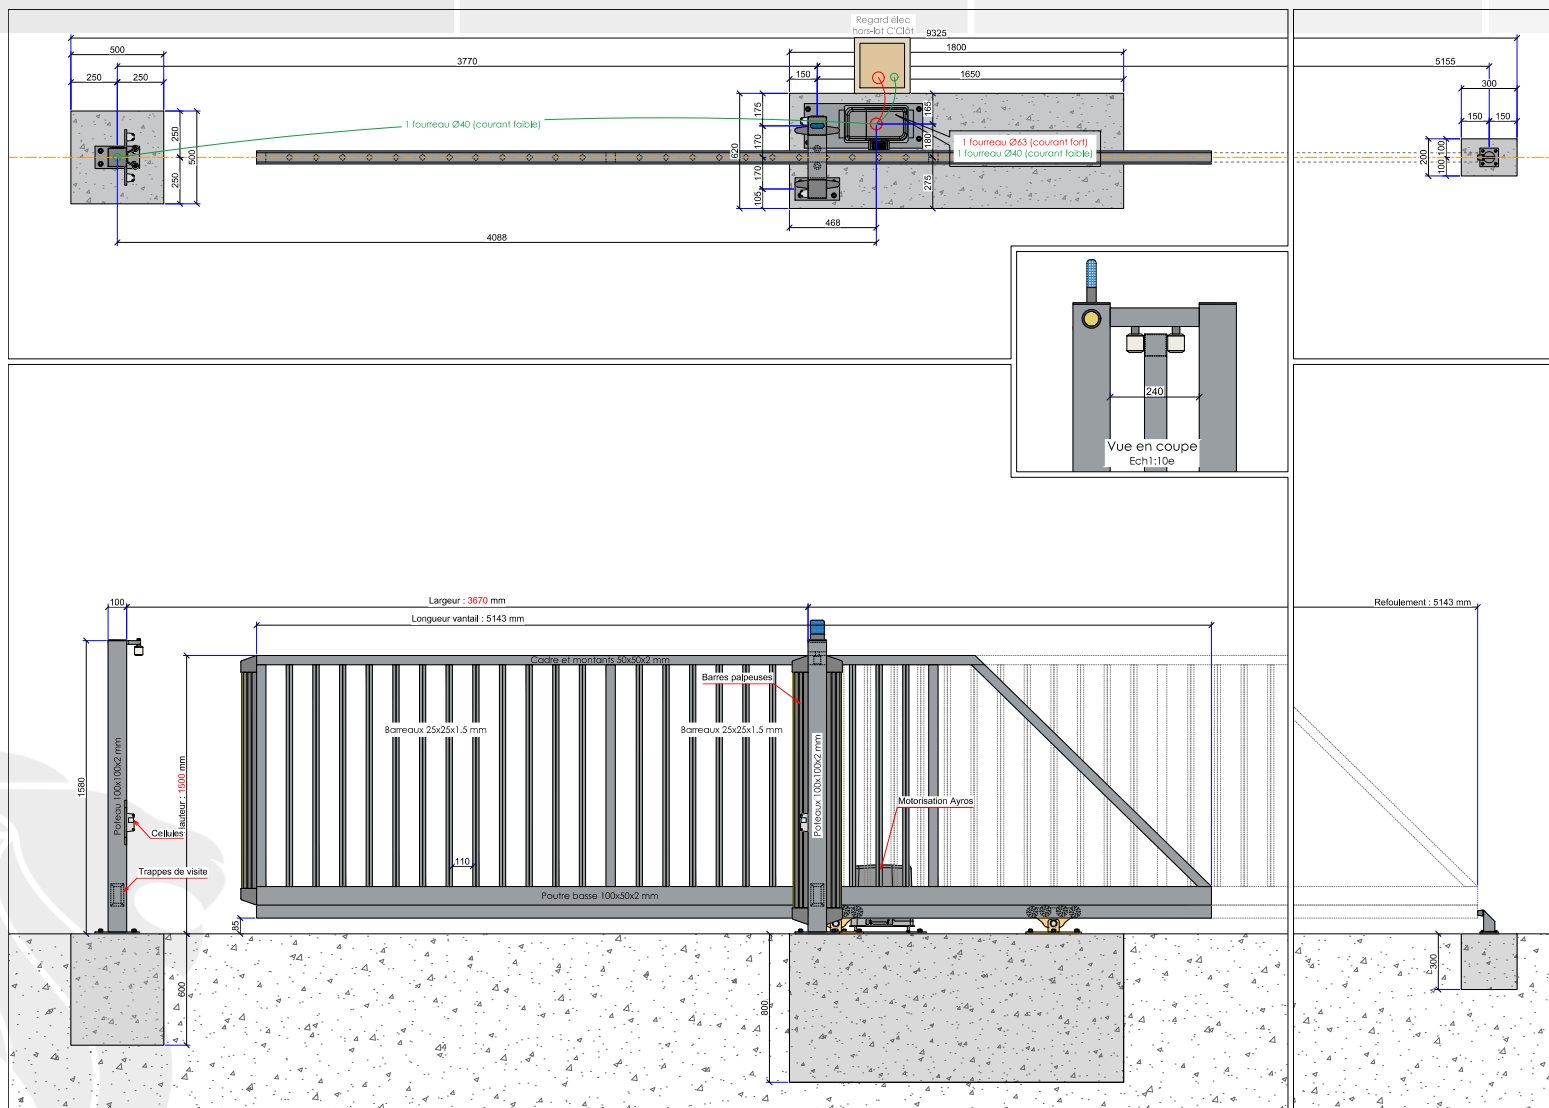 Regard élec
hors-lot C'Clôt
9325
500
1800
3770
5155
250
250
150
1650
300
150
150
175
165
1 fourreau Ø40 (courant faible)
250
500
250
620
170
180
170
275
105
1 fourreau Ø63 (courant fort)
1 fourreau Ø40 (courant faible)
200
100
100
468
4088
240
Vue en coupe
Ech1:10e
100
Largeur : 3670 mm
Refoulement : 5143 mm
Longueur vantail : 5143 mm
Cadre et montants 50x50x2 mm
Barres palpeuses
Barreaux 25x25x1.5 mm
Barreaux 25x25x1.5 mm
1580
Poteau 100x100x2 mm
hauteur : 1500 mm
Poteaux 100x100x2 mm
Motorisation Ayros
Cellules
110
Trappes de visite
Poutre basse 100x50x2 mm
85
600
800
300